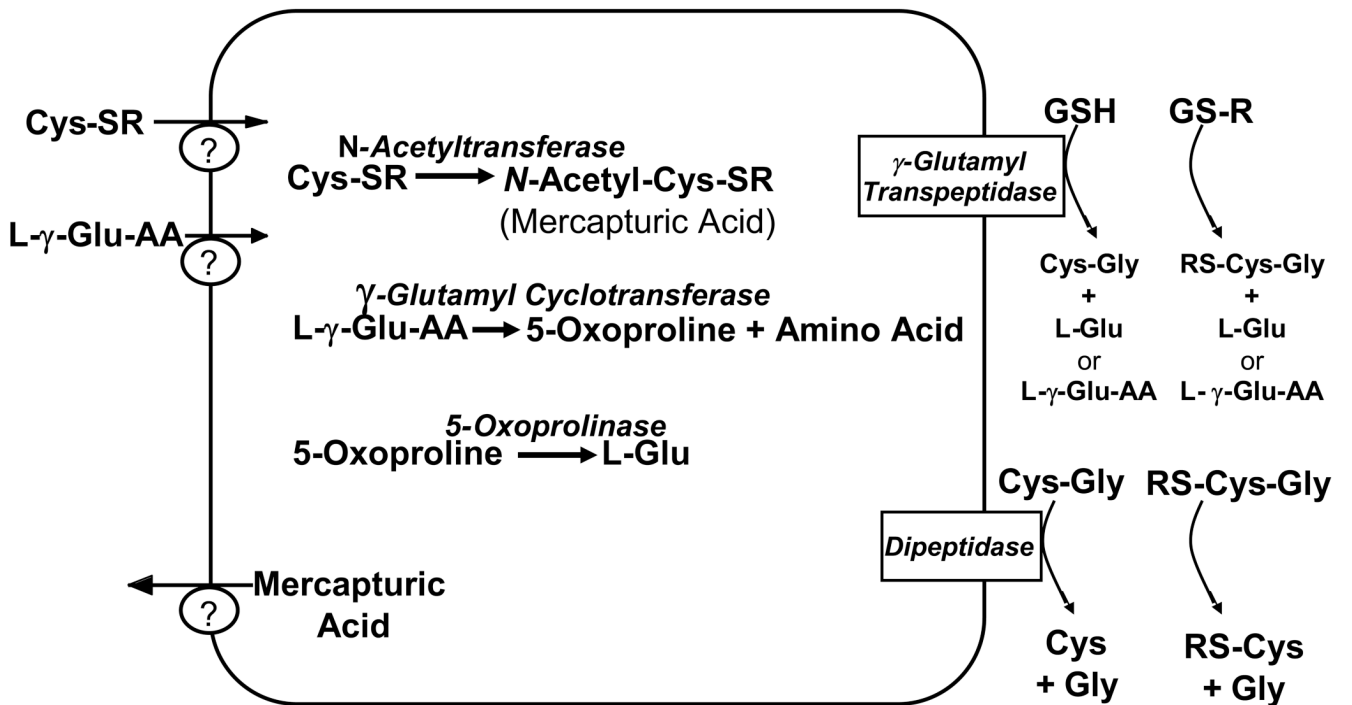 Cys-SR
?
L-γ-Glu-AA
?
N-Acetyltransferase
Cys-SR N-Acetyl-Cys-SR
(Mercapturic Acid)
γ-Glutamyl Cyclotransferase
L-γ-Glu-AA 5-Oxoproline + Amino Acid
5-Oxoprolinase
5-Oxoproline L-Glu
Mercapturic
Acid
?
γ-Glutamyl
Transpeptidase
GSH
Cys-Gly
+
L-Glu
or
L-γ-Glu-AA
GS-R
RS-Cys-Gly
+
L-Glu
or
L- γ-Glu-AA
Dipeptidase
Cys-Gly
Cys
+ Gly
RS-Cys-Gly
RS-Cys
+ Gly